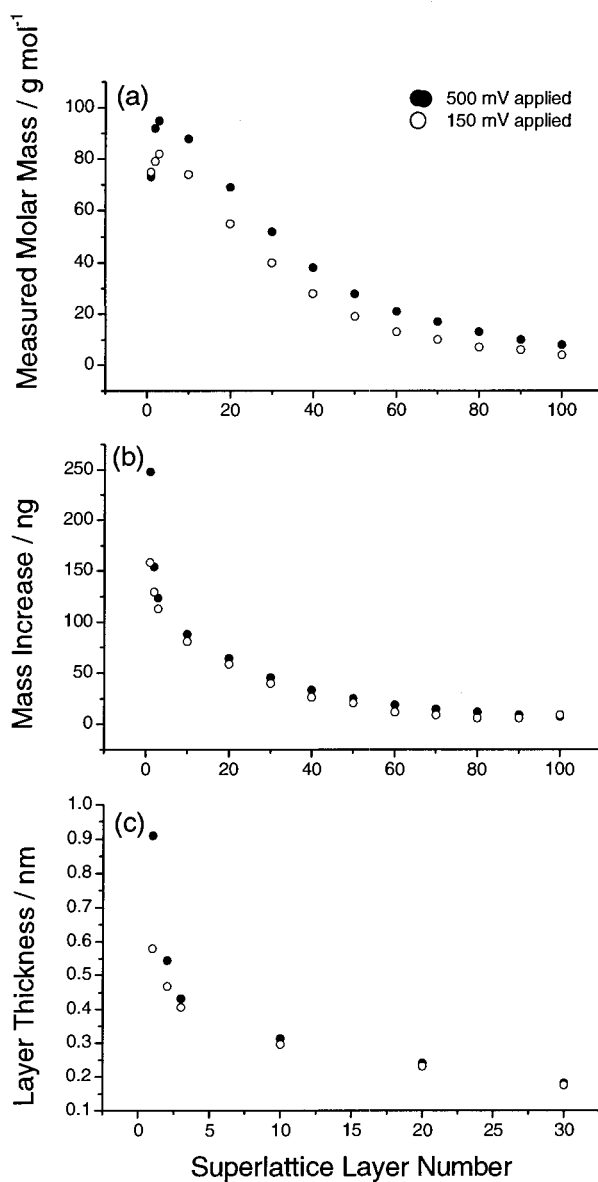 Measured Molar Mass / g mol⁻¹
(a)
500 mV applied
150 mV applied
100
80
60
40
20
0
0 20 40 60 80 100
Mass Increase / ng
(b)
250
200
150
100
50
0
0 20 40 60 80 100
Layer Thickness / nm
(c)
1.0
0.9
0.8
0.7
0.6
0.5
0.4
0.3
0.2
0.1
0 5 10 15 20 25 30
Superlattice Layer Number